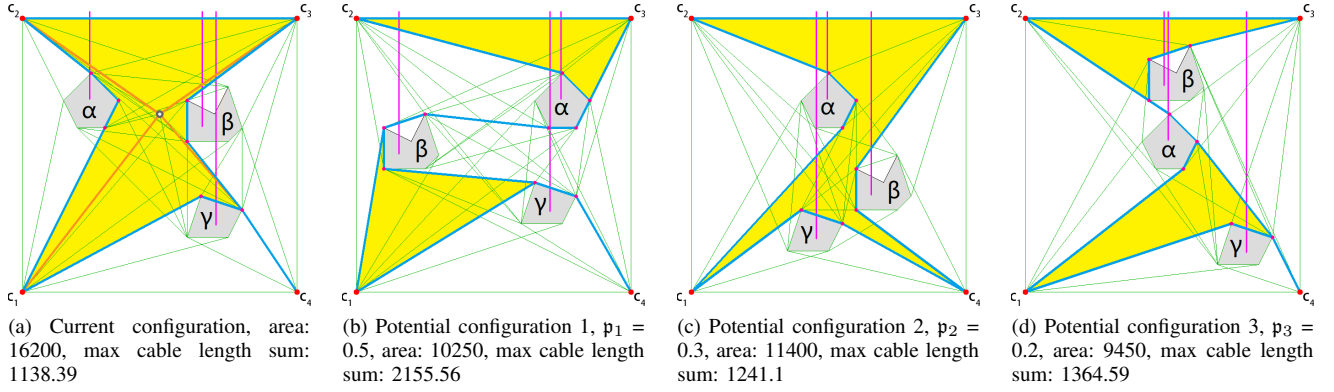 c2 c3
α β
γ
c1 c4
(a) Current configuration, area:
16200, max cable length sum:
1138.39
c2 c3
α
β
γ
c1 c4
(b) Potential configuration 1, 𝔭1 =
0.5, area: 10250, max cable length
sum: 2155.56
c2 c3
α
β
γ
c1 c4
(c) Potential configuration 2, 𝔭2 =
0.3, area: 11400, max cable length
sum: 1241.1
c2 c3
β
α
γ
c1 c4
(d) Potential configuration 3, 𝔭3 =
0.2, area: 9450, max cable length
sum: 1364.59